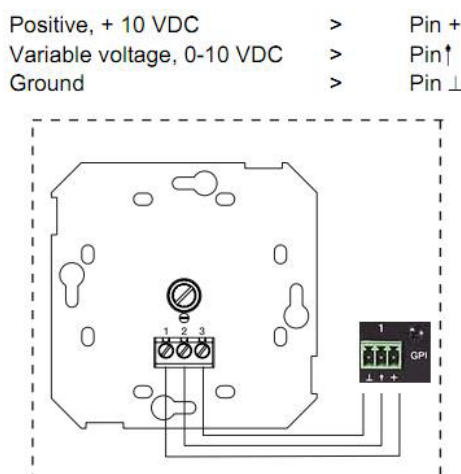 Positive, + 10 VDC > Pin +
Variable voltage, 0-10 VDC > Pin ↑
Ground > Pin ⊥
1 2 3
1
GPI
⊥ ↑ +